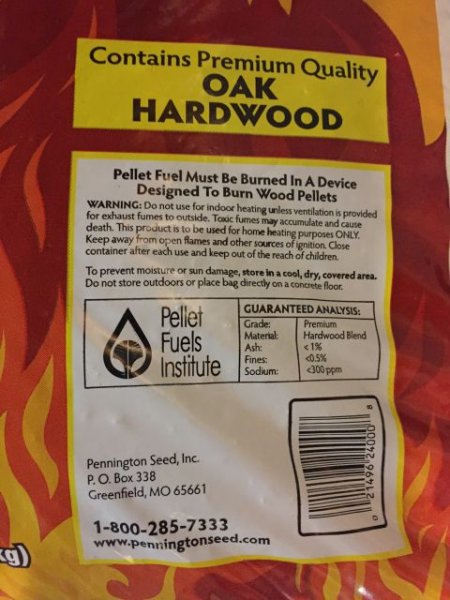 Contains Premium Quality
OAK
HARDWOOD
Pellet Fuel Must Be Burned In A Device
Designed To Burn Wood Pellets
WARNING: Do not use for indoor heating unless ventilation is provided
for exhaust fumes to outside. Toxic fumes may accumulate and cause
death. This product is to be used for home heating purposes ONLY.
Keep away from open flames and other sources of ignition. Close
container after each use and keep out of the reach of children.
To prevent moisture or sun damage, store in a cool, dry, covered area.
Do not store outdoors or place bag directly on a concrete floor.
Pellet
Fuels
Institute
GUARANTEED ANALYSIS:
Grade: Premium
Material: Hardwood Blend
Ash: <1%
Fines: <0.5%
Sodium: <300 ppm
0 21496 24000 8
Pennington Seed, Inc.
P. O. Box 338
Greenfield, MO 65661
1-800-285-7333
www.penningtonseed.com
kg)